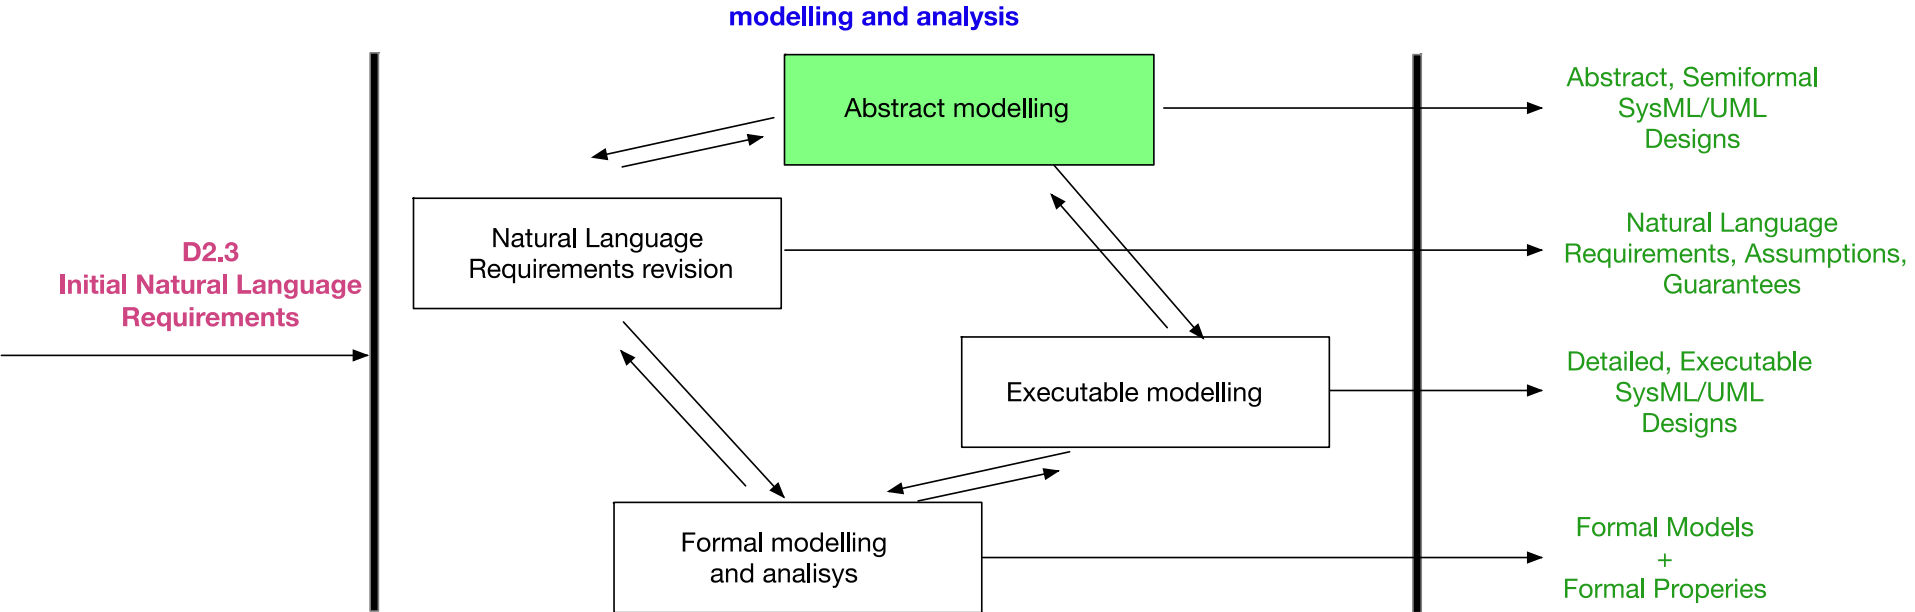 modelling and analysis
Abstract modelling
Abstract, Semiformal
SysML/UML
Designs
Natural Language
Requirements revision
Natural Language
Requirements, Assumptions,
Guarantees
D2.3
Initial Natural Language
Requirements
Executable modelling
Detailed, Executable
SysML/UML
Designs
Formal modelling
and analisys
Formal Models
+
Formal Properies